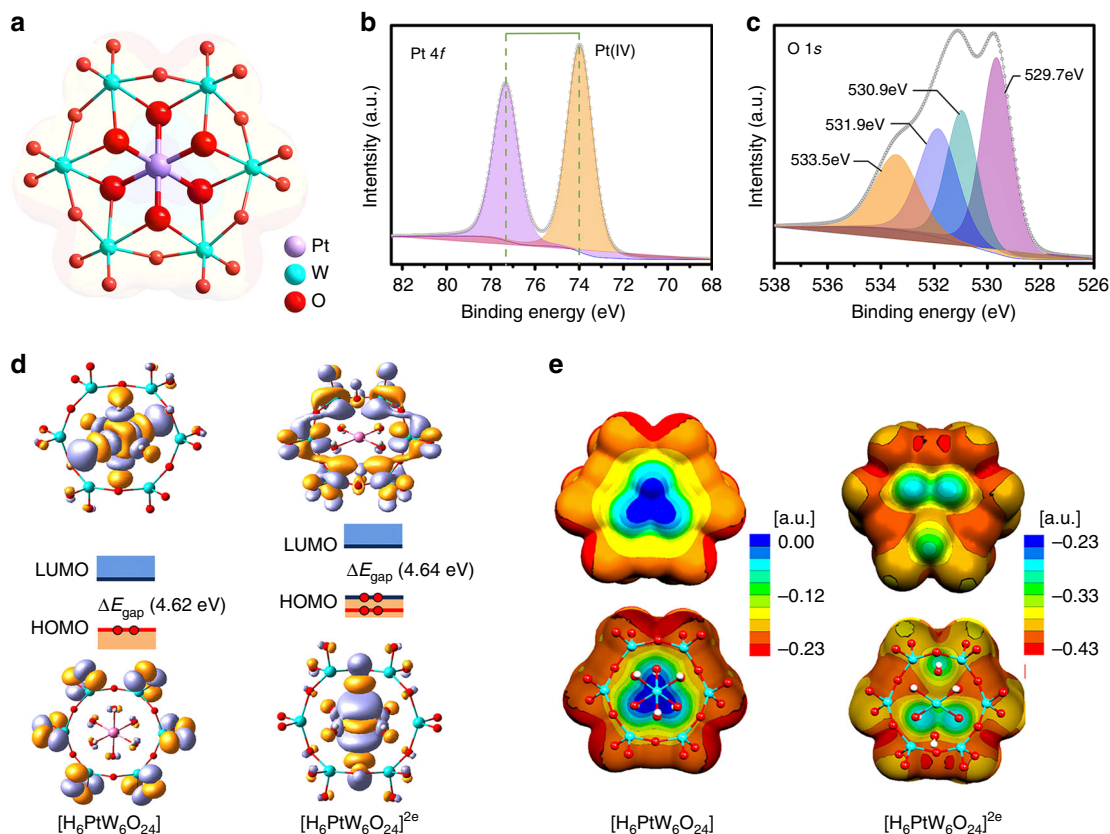 a
Pt
W
O
b
Pt 4f
Pt(IV)
Intentsity (a.u.)
82 80 78 76 74 72 70 68
Binding energy (eV)
c
O 1s
529.7eV
530.9eV
531.9eV
533.5eV
Intentsity (a.u.)
538 536 534 532 530 528 526
Binding energy (eV)
d
LUMO
ΔEgap (4.62 eV)
HOMO
[H6PtW6O24]
LUMO
ΔEgap (4.64 eV)
HOMO
[H6PtW6O24]2e
e
[a.u.]
0.00
−0.12
−0.23
[H6PtW6O24]
[a.u.]
−0.23
−0.33
−0.43
[H6PtW6O24]2e